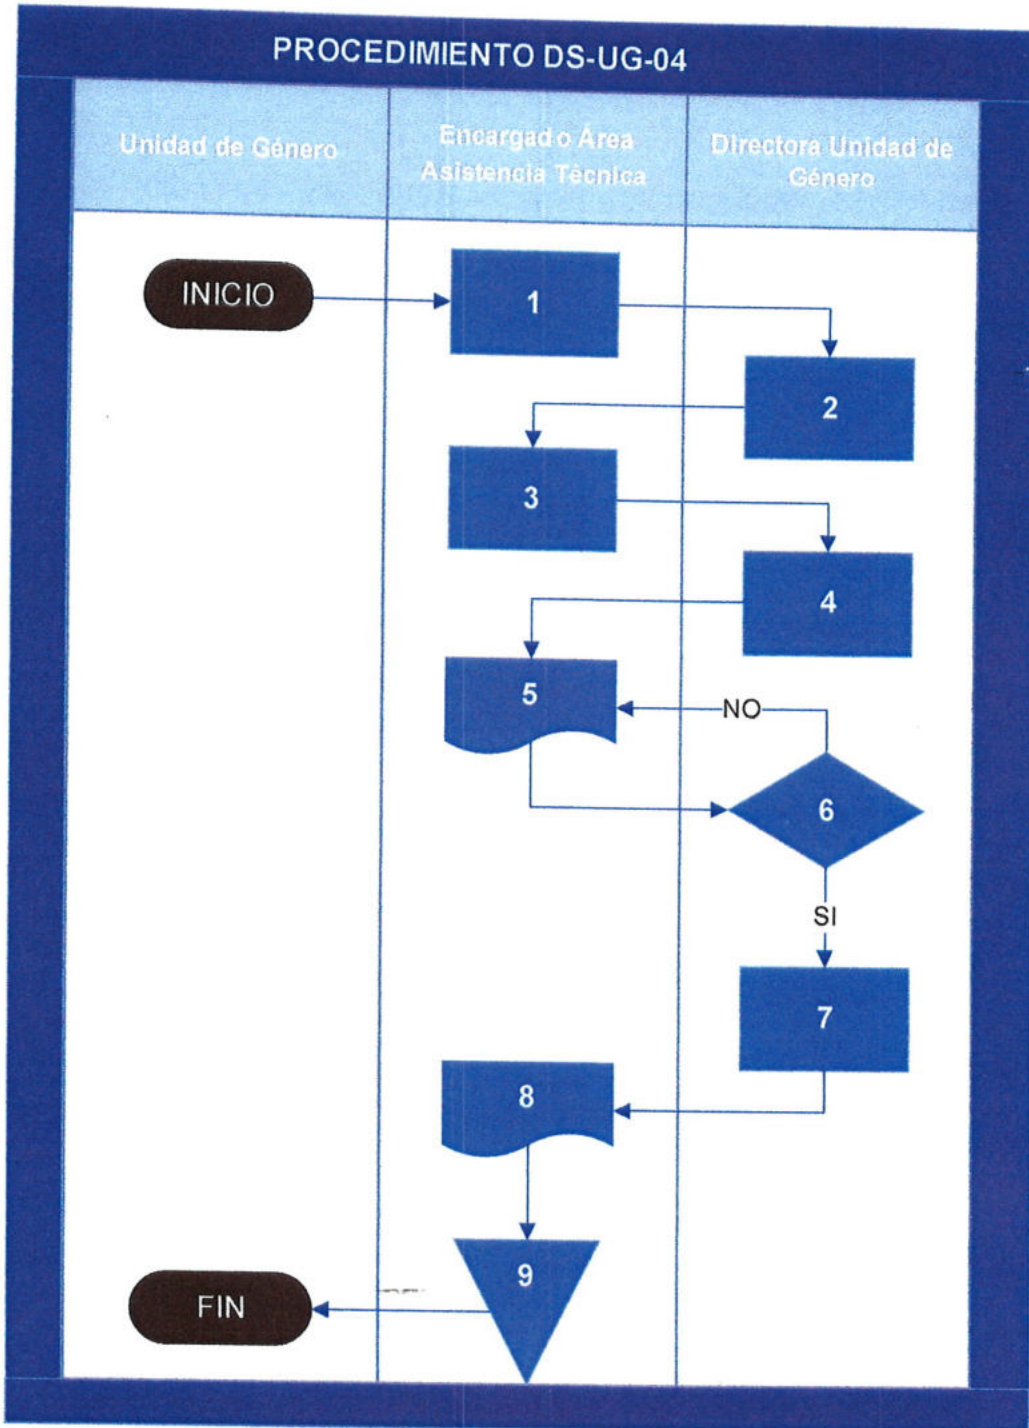 PROCEDIMIENTO DS-UG-04
Unidad de Género
Encargado Área
Asistencia Técnica
Directora Unidad de
Género
INICIO
1
2
3
4
5
NO
6
SI
7
8
9
FIN